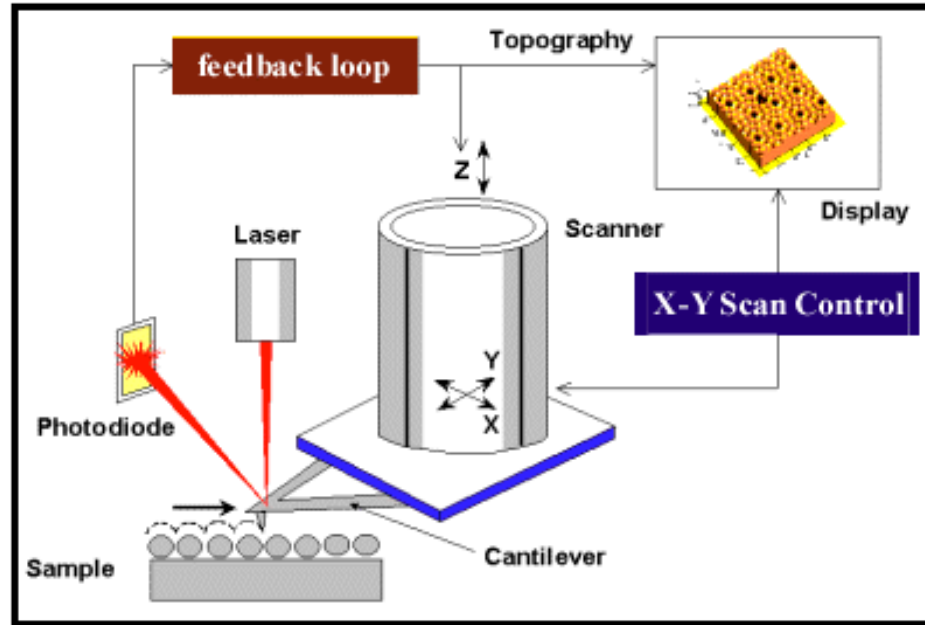 Topography
feedback loop
Z
Display
Scanner
Laser
X-Y Scan Control
Y
X
Photodiode
Cantilever
Sample